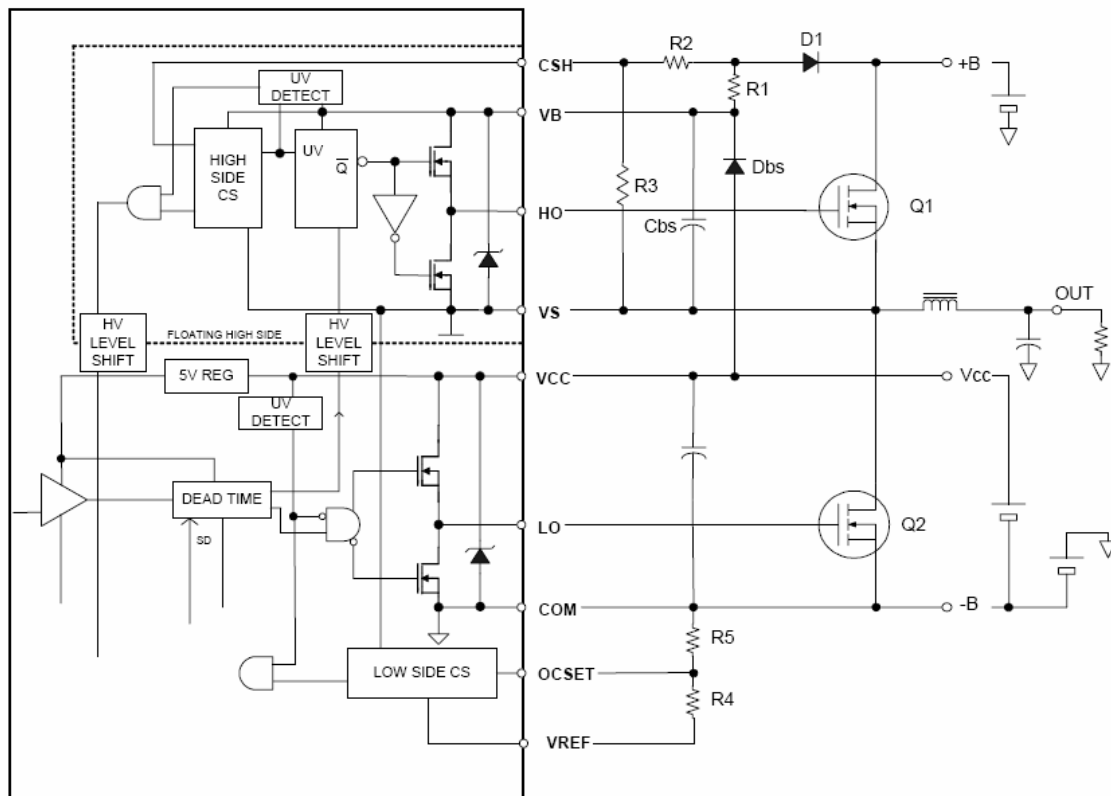 CSH
R2
D1
+B
UV
DETECT
R1
VB
HIGH
SIDE
CS
UV
Q
Dbs
R3
HO
Cbs
Q1
VS
OUT
HV
LEVEL
SHIFT
FLOATING HIGH SIDE
HV
LEVEL
SHIFT
5V REG
VCC
Vcc
UV
DETECT
DEAD TIME
SD
LO
Q2
COM
-B
R5
LOW SIDE CS
OCSET
R4
VREF